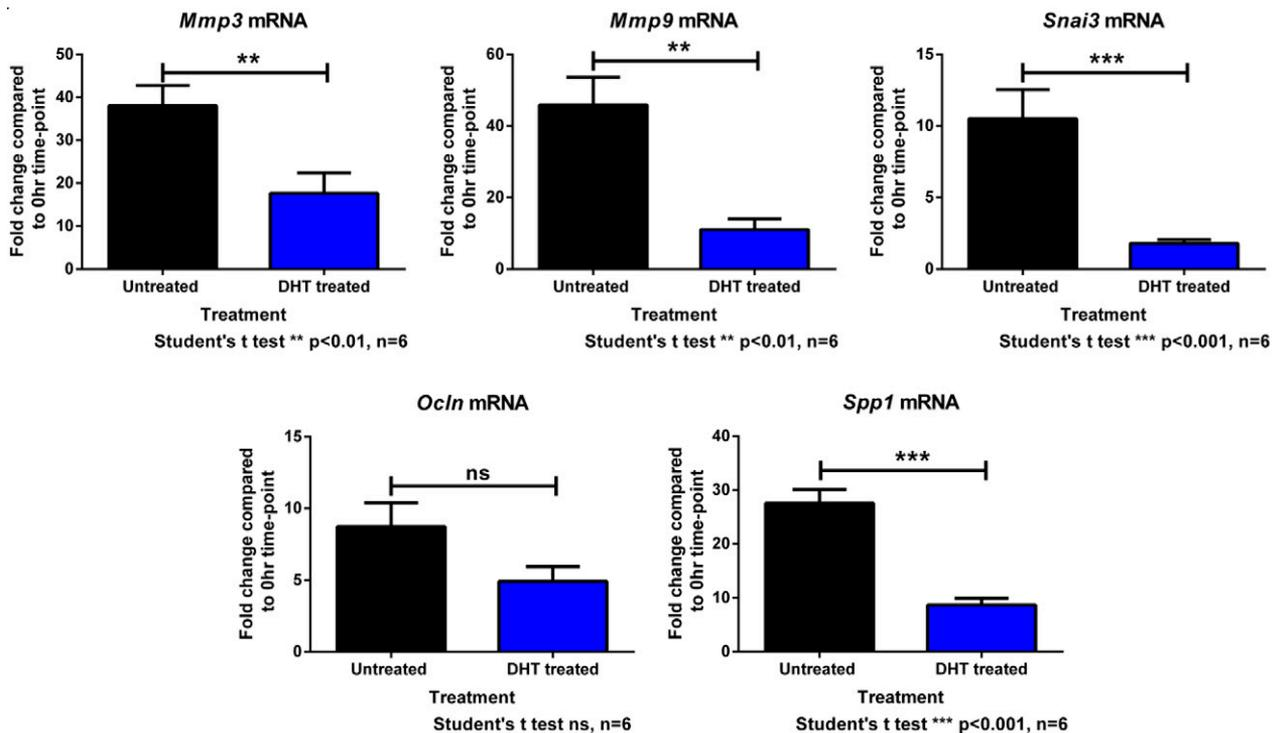 Mmp3 mRNA
Fold change compared
to 0hr time-point
50
40
30
20
10
0
**
Untreated
DHT treated
Treatment
Student's t test ** p<0.01, n=6
Mmp9 mRNA
Fold change compared
to 0hr time-point
60
40
20
0
**
Untreated
DHT treated
Treatment
Student's t test ** p<0.01, n=6
Snai3 mRNA
Fold change compared
to 0hr time-point
15
10
5
0
***
Untreated
DHT treated
Treatment
Student's t test *** p<0.001, n=6
Ocln mRNA
Fold change compared
to 0hr time-point
15
10
5
0
ns
Untreated
DHT treated
Treatment
Student's t test ns, n=6
Spp1 mRNA
Fold change compared
to 0hr time-point
40
30
20
10
0
***
Untreated
DHT treated
Treatment
Student's t test *** p<0.001, n=6